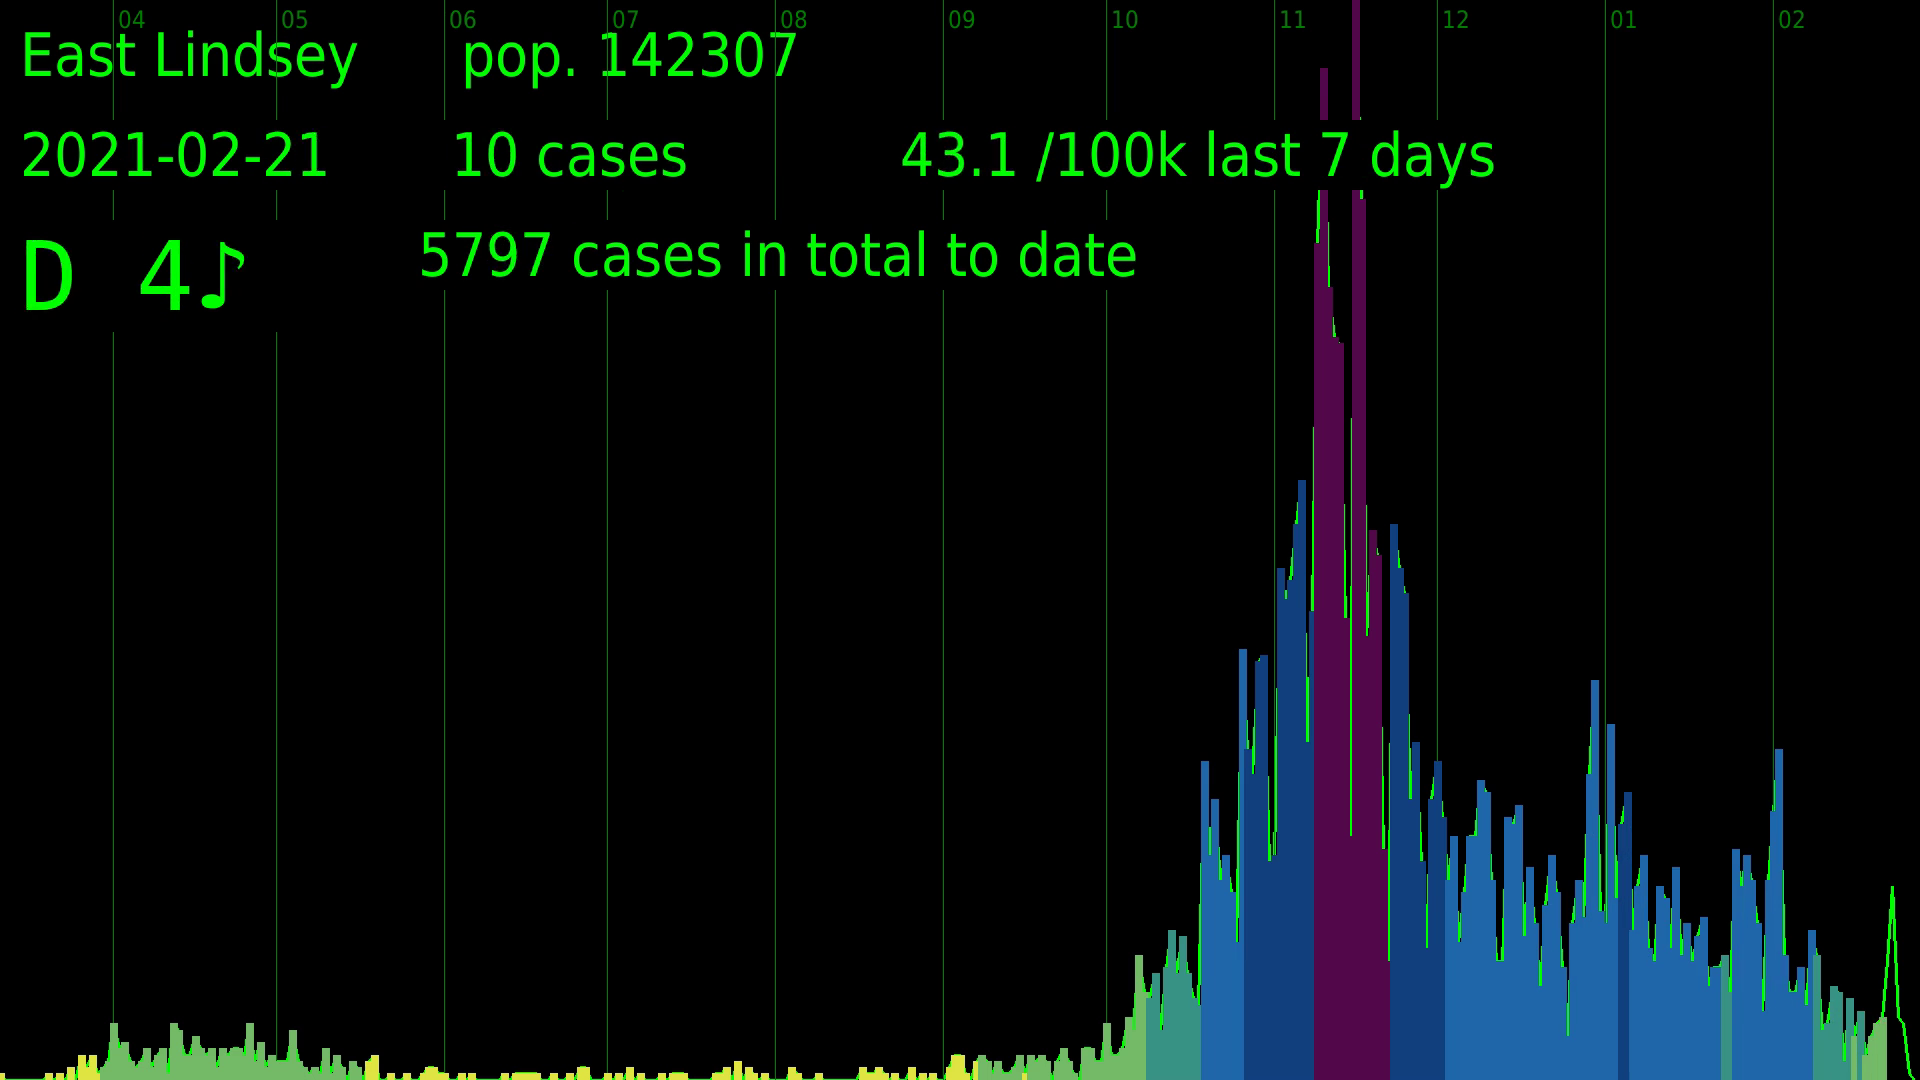 04 05 06 07 08 09 10 11 12 01 02
East Lindsey pop. 142307
2021-02-21 10 cases 43.1 /100k last 7 days
D 4♪ 5797 cases in total to date